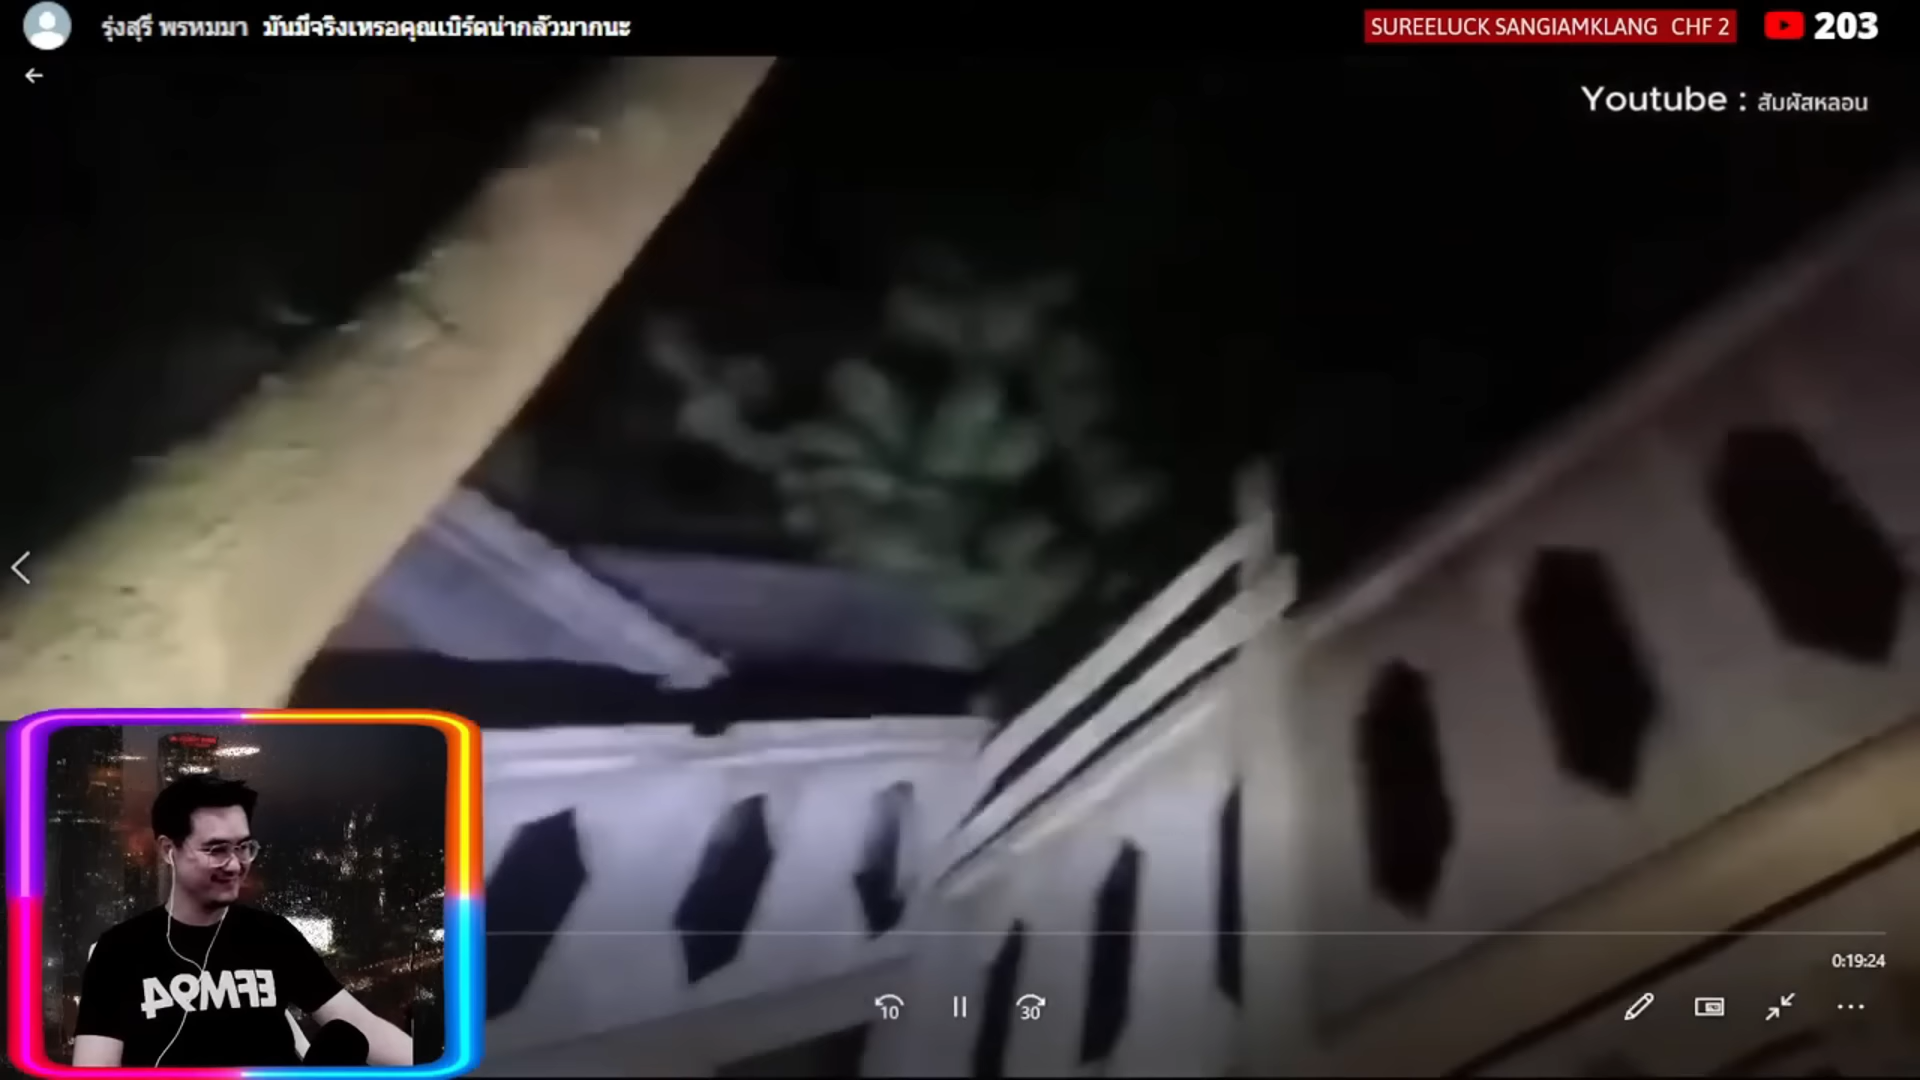 รุ่งสุรี พรหมมา มันมีจริงเหรอคุณเบิร์ดน่ากลัวมากนะ
SUREELUCK SANGIAMKLANG CHF 2
203
Youtube : สัมผัสหลอน
EFM94
0:19:24
10
30